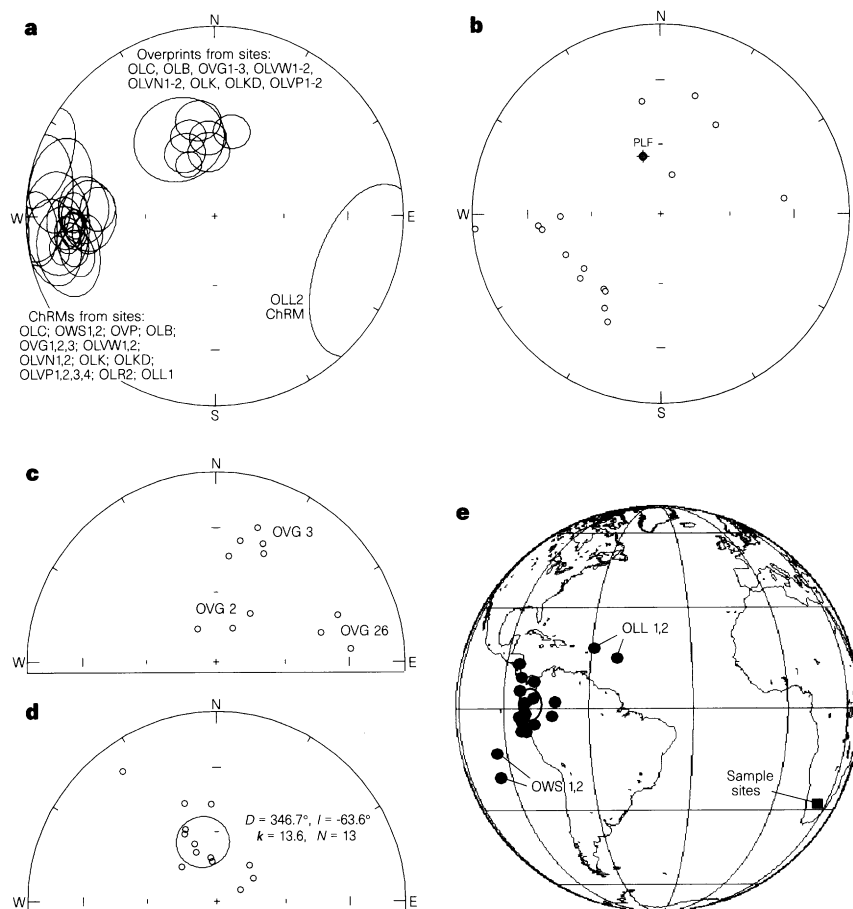 a
N
Overprints from sites:
OLC, OLB, OVG1-3, OLVW1-2,
OLVN1-2, OLK, OLKD, OLVP1-2
W
E
OLL2
ChRM
ChRMs from sites:
OLC; OWS1,2; OVP; OLB;
OVG1,2,3; OLVW1,2;
OLVN1,2; OLK; OLKD;
OLVP1,2,3,4; OLR2; OLL1
S
b
N
PLF
W
E
S
c
N
OVG 3
OVG 2
OVG 26
W
E
d
N
D = 346.7°, I = -63.6°
k = 13.6, N = 13
W
E
e
OLL 1,2
OWS 1,2
Sample
sites